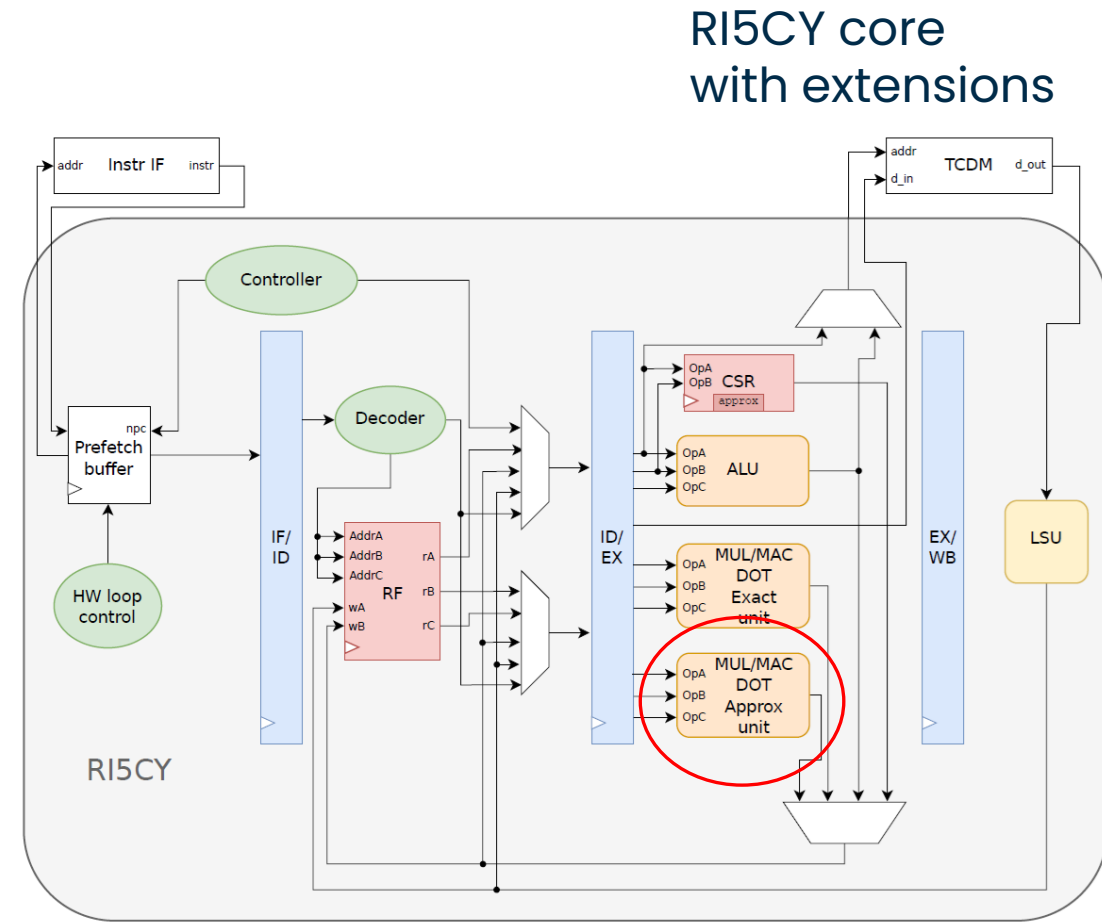 RI5CY core
with extensions
addr
Instr IF
instr
addr
TCDM
d_out
d_in
Controller
npc
Prefetch
buffer
HW loop
control
IF/
ID
Decoder
AddrA
AddrB
AddrC
RF
wA
wB
rA
rB
rC
ID/
EX
OpA
OpB
CSR
approx
OpA
OpB
OpC
ALU
OpA
OpB
OpC
MUL/MAC
DOT
Exact
unit
OpA
OpB
OpC
MUL/MAC
DOT
Approx
unit
EX/
WB
LSU
RI5CY